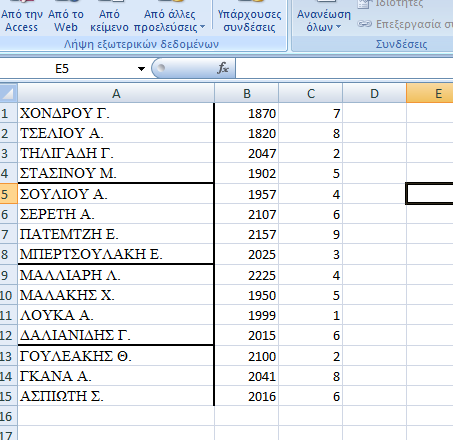 Από την Access Από το Web Από κείμενο Από άλλες προελεύσεις Υπάρχουσες συνδέσεις Ανανέωση όλων Ιδιότητες
Επεξεργασία
Λήψη εξωτερικών δεδομένων Συνδέσεις
E5 fx
A B C D E
1 ΧΟΝΔΡΟΥ Γ. 1870 7
2 ΤΣΕΛΙΟΥ Α. 1820 8
3 ΤΗΛΙΓΑΔΗ Γ. 2047 2
4 ΣΤΑΣΙΝΟΥ Μ. 1902 5
5 ΣΟΥΛΙΟΥ Α. 1957 4
6 ΣΕΡΕΤΗ Α. 2107 6
7 ΠΑΤΕΜΤΖΗ Ε. 2157 9
8 ΜΠΕΡΤΣΟΥΛΑΚΗ Ε. 2025 3
9 ΜΑΛΛΙΑΡΗ Λ. 2225 4
10 ΜΑΛΑΚΗΣ Χ. 1950 5
11 ΛΟΥΚΑ Α. 1999 1
12 ΔΑΛΙΑΝΙΔΗΣ Γ. 2015 6
13 ΓΟΥΛΕΑΚΗΣ Θ. 2100 2
14 ΓΚΑΝΑ Α. 2041 8
15 ΑΣΠΙΩΤΗ Σ. 2016 6
16
17